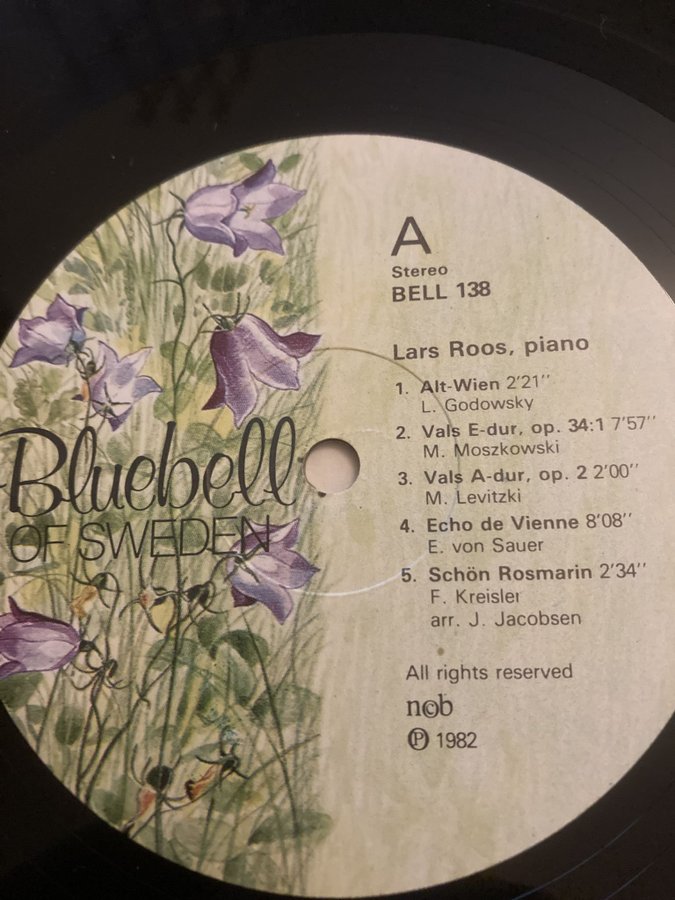 Bluebell
OF SWEDEN
A
Stereo
BELL 138
Lars Roos, piano
1. Alt-Wien 2'21''
L. Godowsky
2. Vals E-dur, op. 34:1 7'57''
M. Moszkowski
3. Vals A-dur, op. 2 2'00''
M. Levitzki
4. Echo de Vienne 8'08''
E. von Sauer
5. Schön Rosmarin 2'34''
F. Kreisler
arr. J. Jacobsen
All rights reserved
ncb
℗ 1982